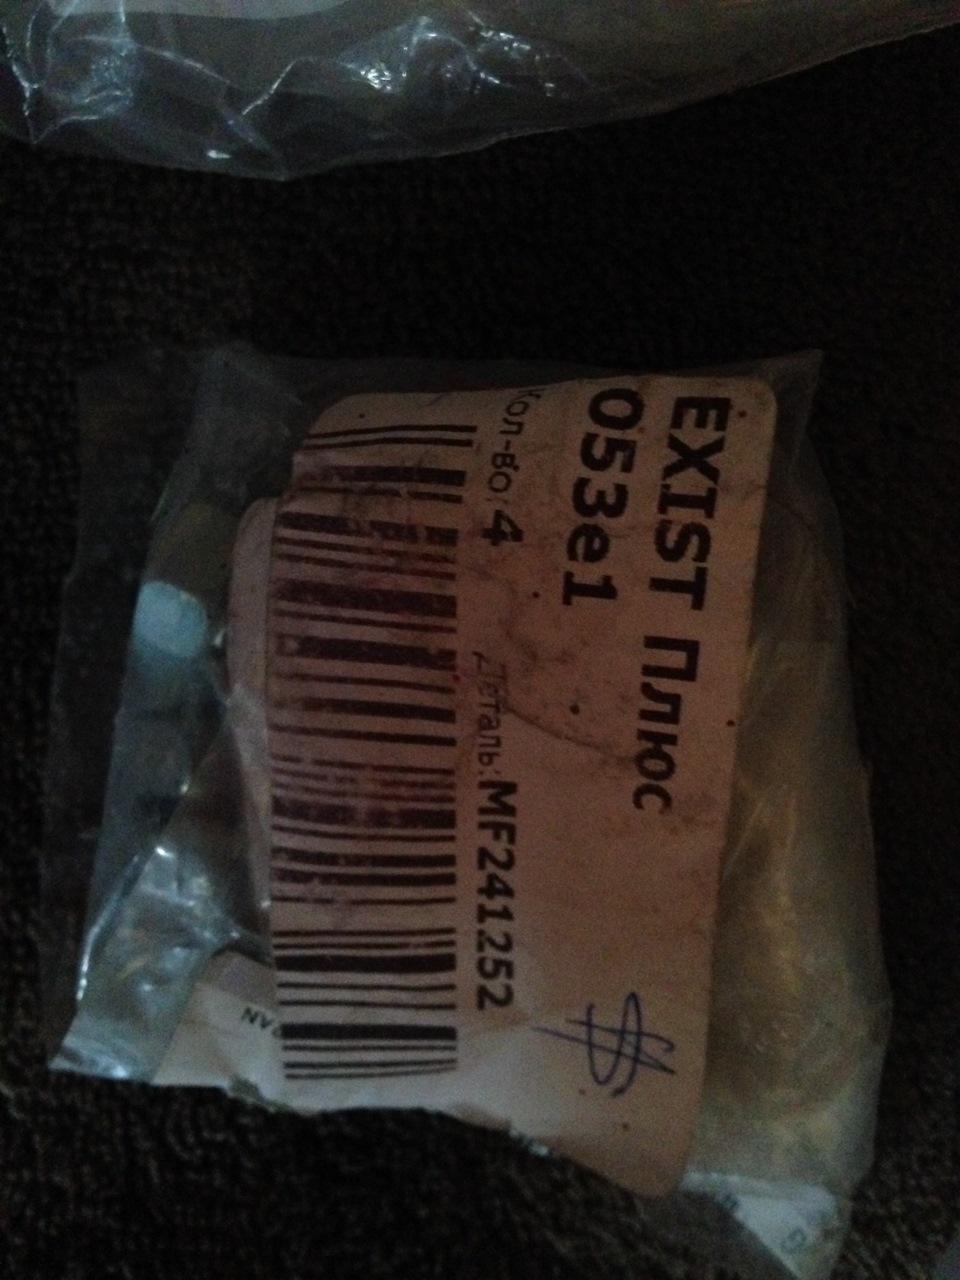 EXIST ПЛЮС
053e1
Кол-во: 4
Деталь: MF241252